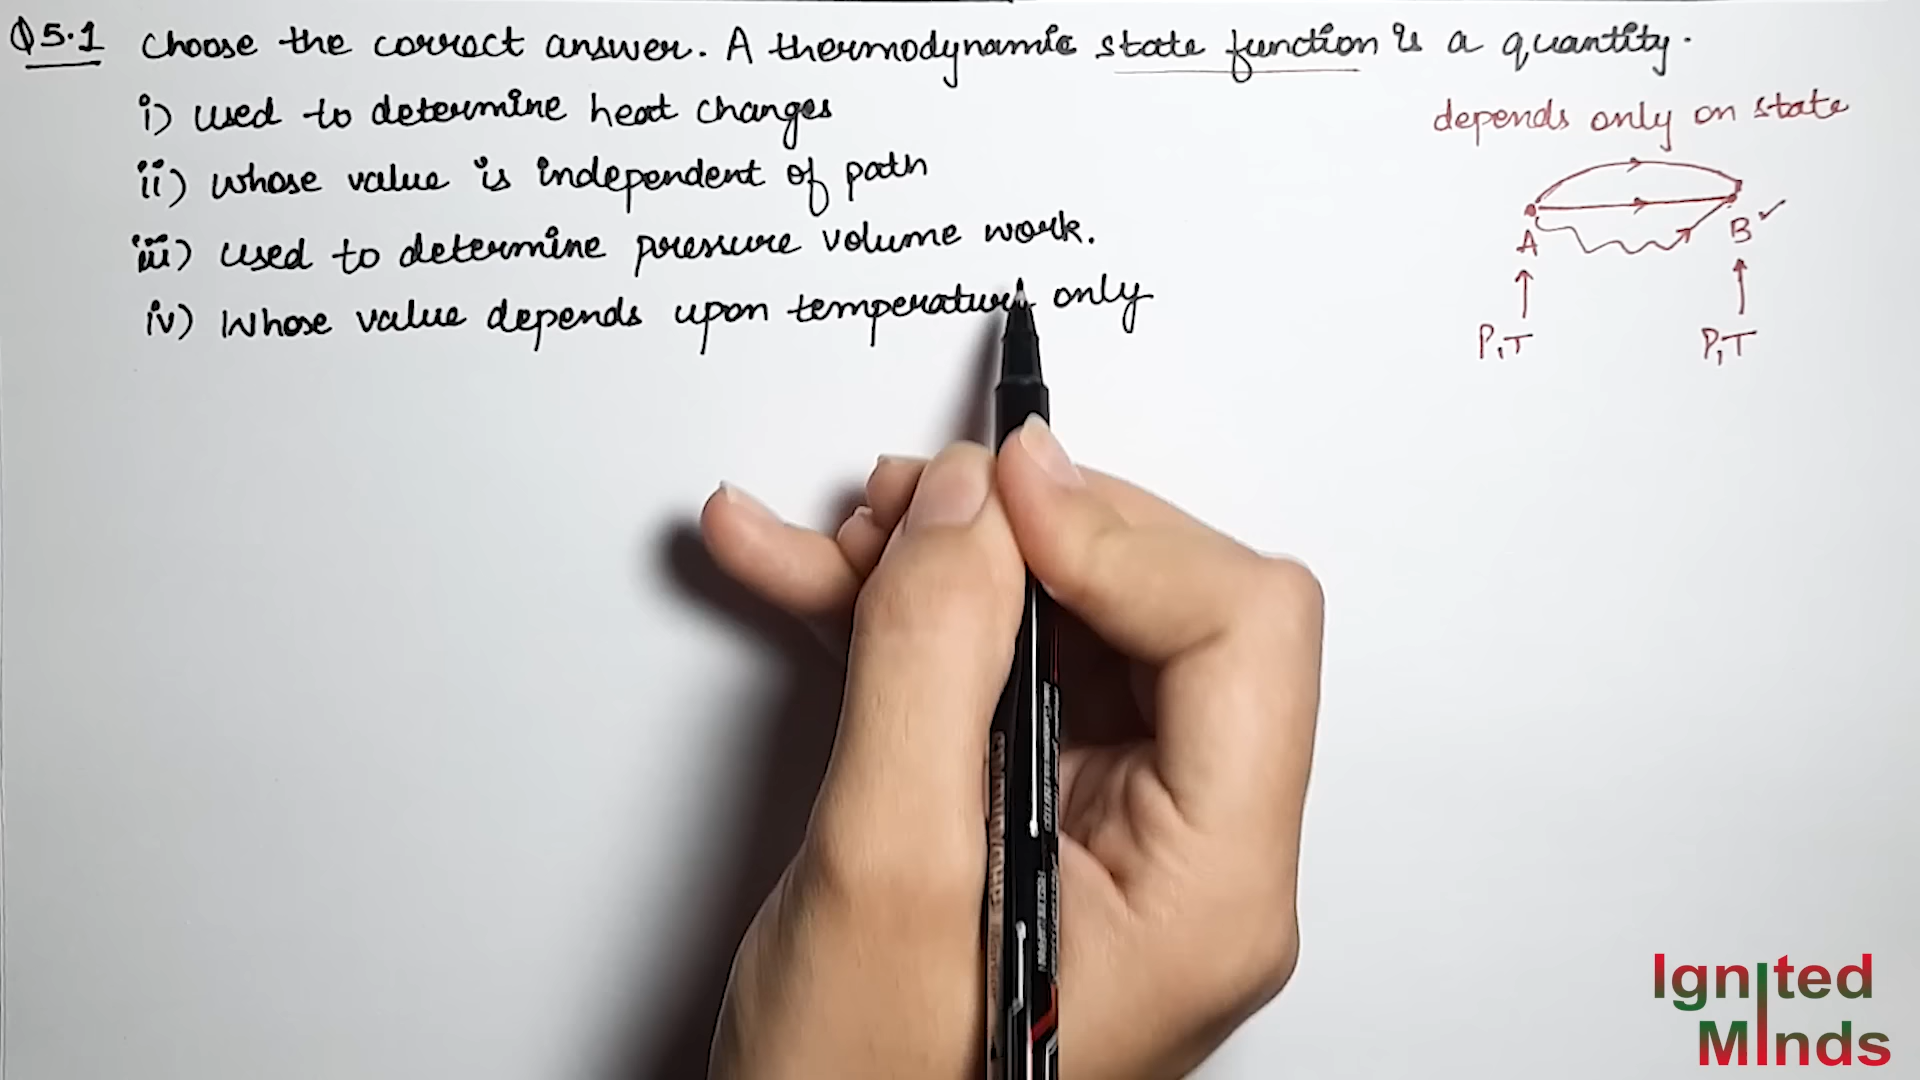 Q5.1 Choose the correct answer. A thermodynamic state function is a quantity.
i) used to determine heat changes
ii) whose value is independent of path
iii) used to determine pressure volume work.
iv) Whose value depends upon temperature only
depends only on state
A B ✓
P,T P,T
Ignited
Minds